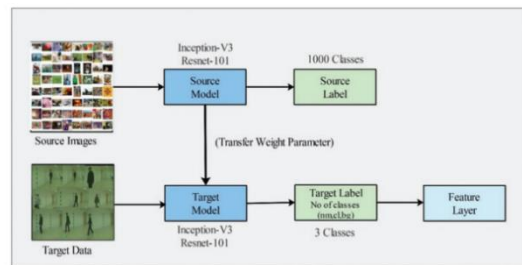 Inception-V3
Resnet-101
1000 Classes
Source
Model
Source
Label
Source Images
(Transfer Weight Parameter)
Target
Model
Target Label
No of classes
(nm,cl,bg)
Feature
Layer
Target Data
Inception-V3
Resnet-101
3 Classes